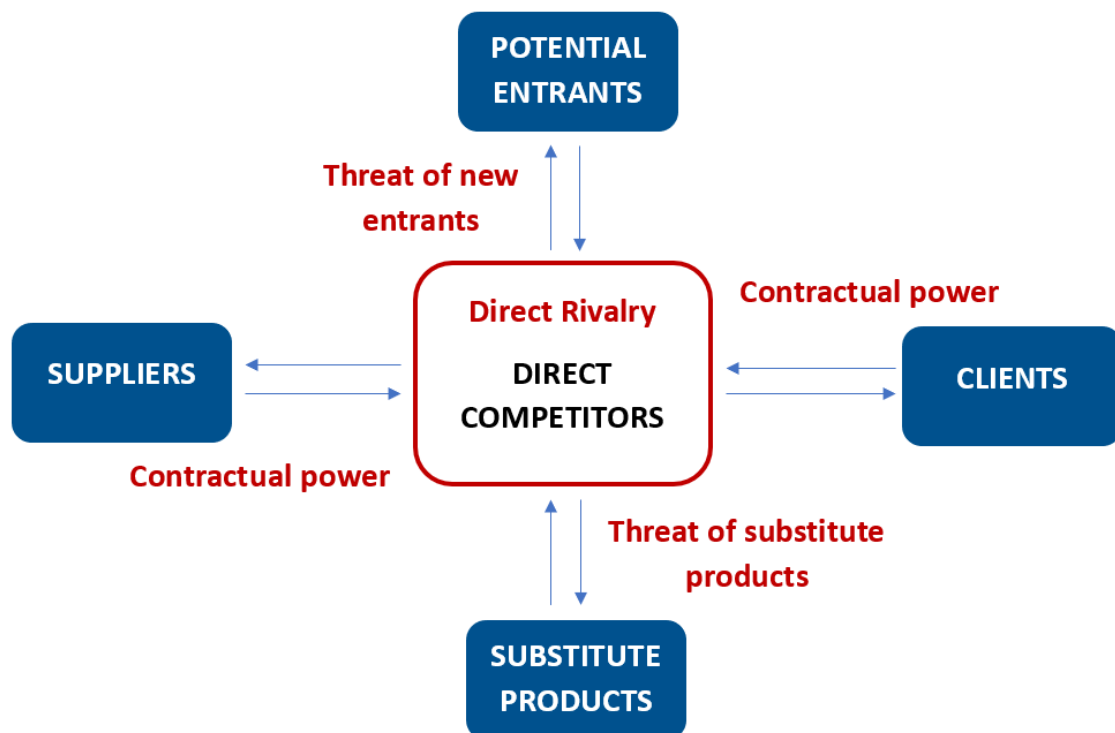 POTENTIAL
ENTRANTS
Threat of new
entrants
Direct Rivalry
Contractual power
SUPPLIERS
DIRECT
COMPETITORS
CLIENTS
Contractual power
Threat of substitute
products
SUBSTITUTE
PRODUCTS